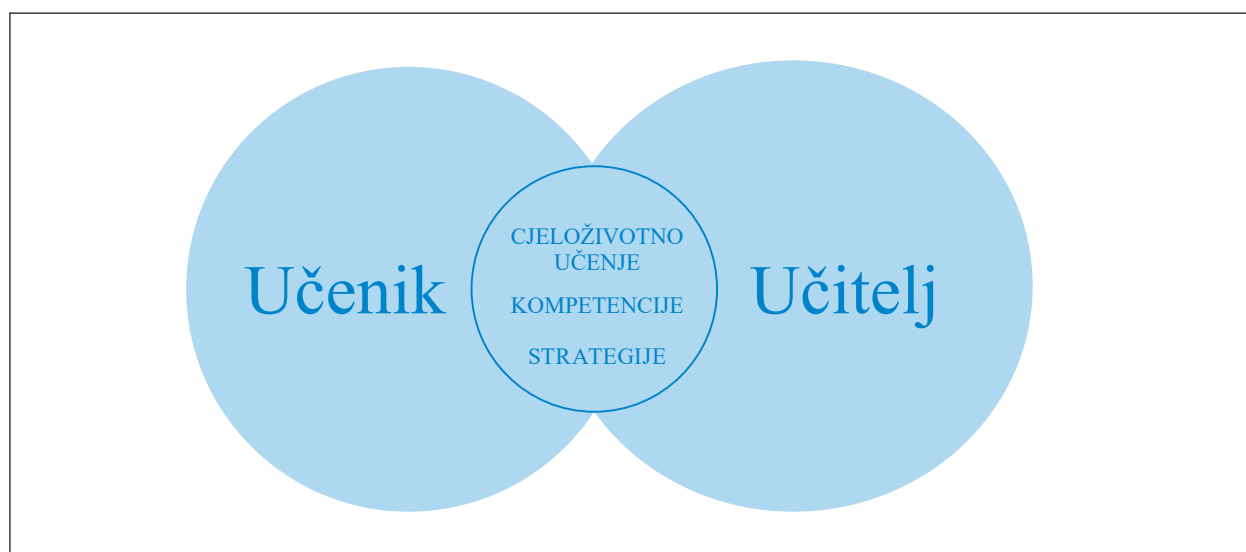 Učenik
CJELOŽIVOTNO
UČENJE
KOMPETENCIJE
STRATEGIJE
Učitelj